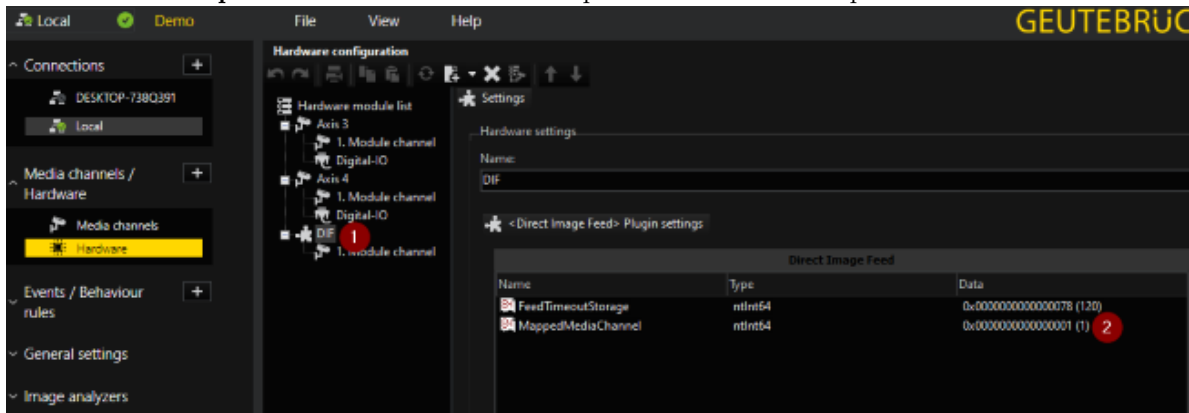 Local Demo File View Help GEUTEBRÜC
Connections +
DESKTOP-738Q391
Local
Media channels / Hardware +
Media channels
Hardware
Events / Behaviour rules +
General settings
Image analyzers
Hardware configuration
Hardware module list
Axis 3
1. Module channel
Digital-IO
Axis 4
1. Module channel
Digital-IO
DIF 1
1. Module channel
Settings
Hardware settings
Name:
DIF
<Direct Image Feed> Plugin settings
Direct Image Feed
Name Type Data
FeedTimeoutStorage ntInt64 0x0000000000000078 (120)
MappedMediaChannel ntInt64 0x0000000000000001 (1) 2